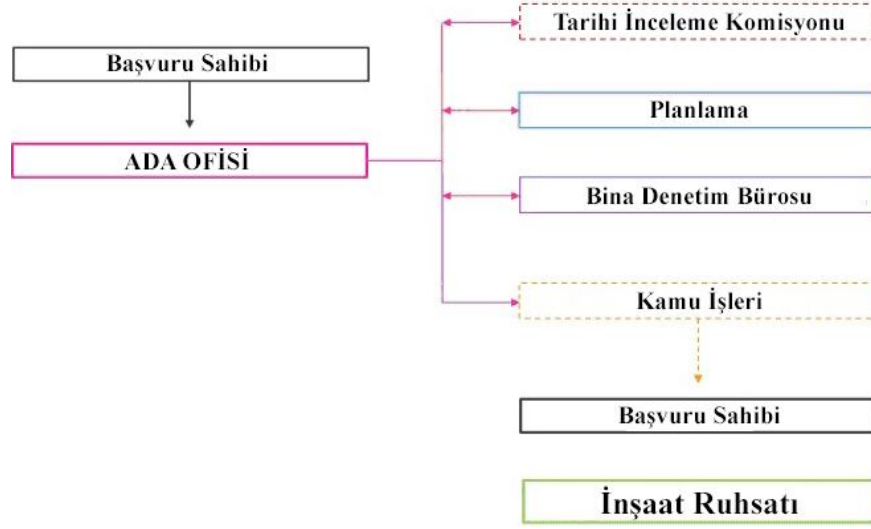 Tarihi İnceleme Komisyonu
Başvuru Sahibi
Planlama
ADA OFİSİ
Bina Denetim Bürosu
Kamu İşleri
Başvuru Sahibi
İnşaat Ruhsatı